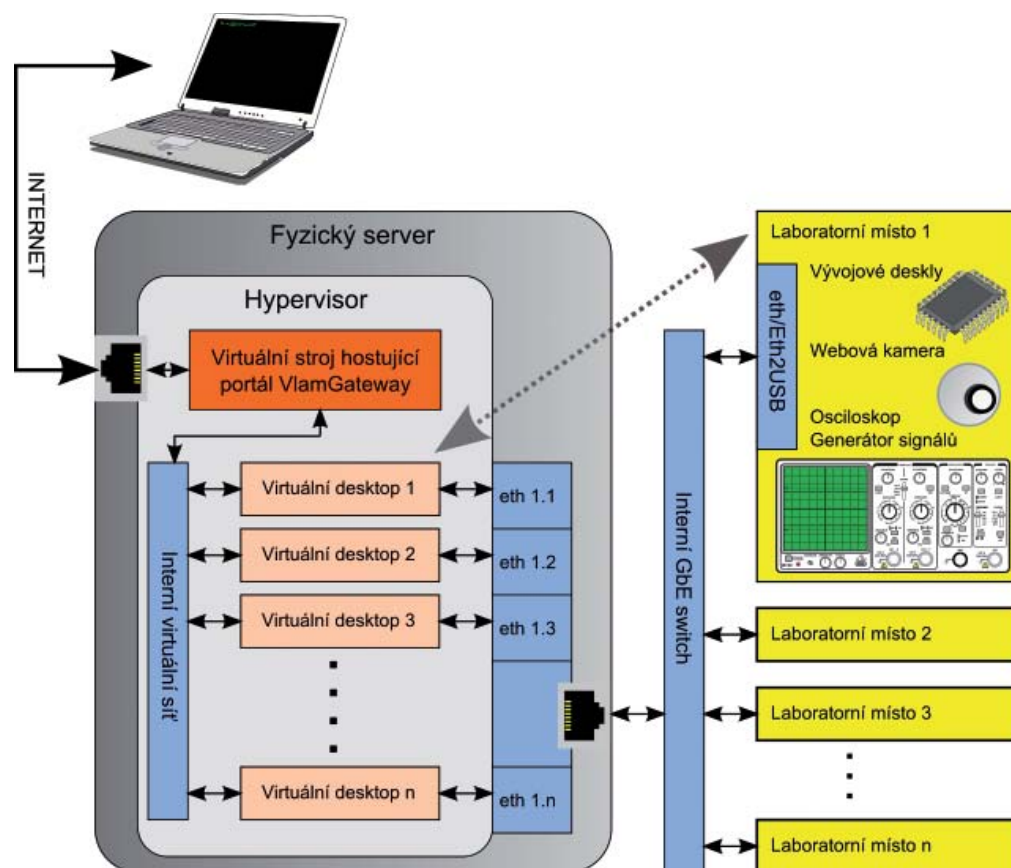 INTERNET
Fyzický server
Hypervisor
Virtuální stroj hostující
portál VlamGateway
Interní virtuální síť
Virtuální desktop 1
Virtuální desktop 2
Virtuální desktop 3
Virtuální desktop n
eth 1.1
eth 1.2
eth 1.3
eth 1.n
Interní GbE switch
Laboratorní místo 1
eth/Eth2USB
Vývojové deskly
Webová kamera
Osciloskop
Generátor signálů
Laboratorní místo 2
Laboratorní místo 3
Laboratorní místo n